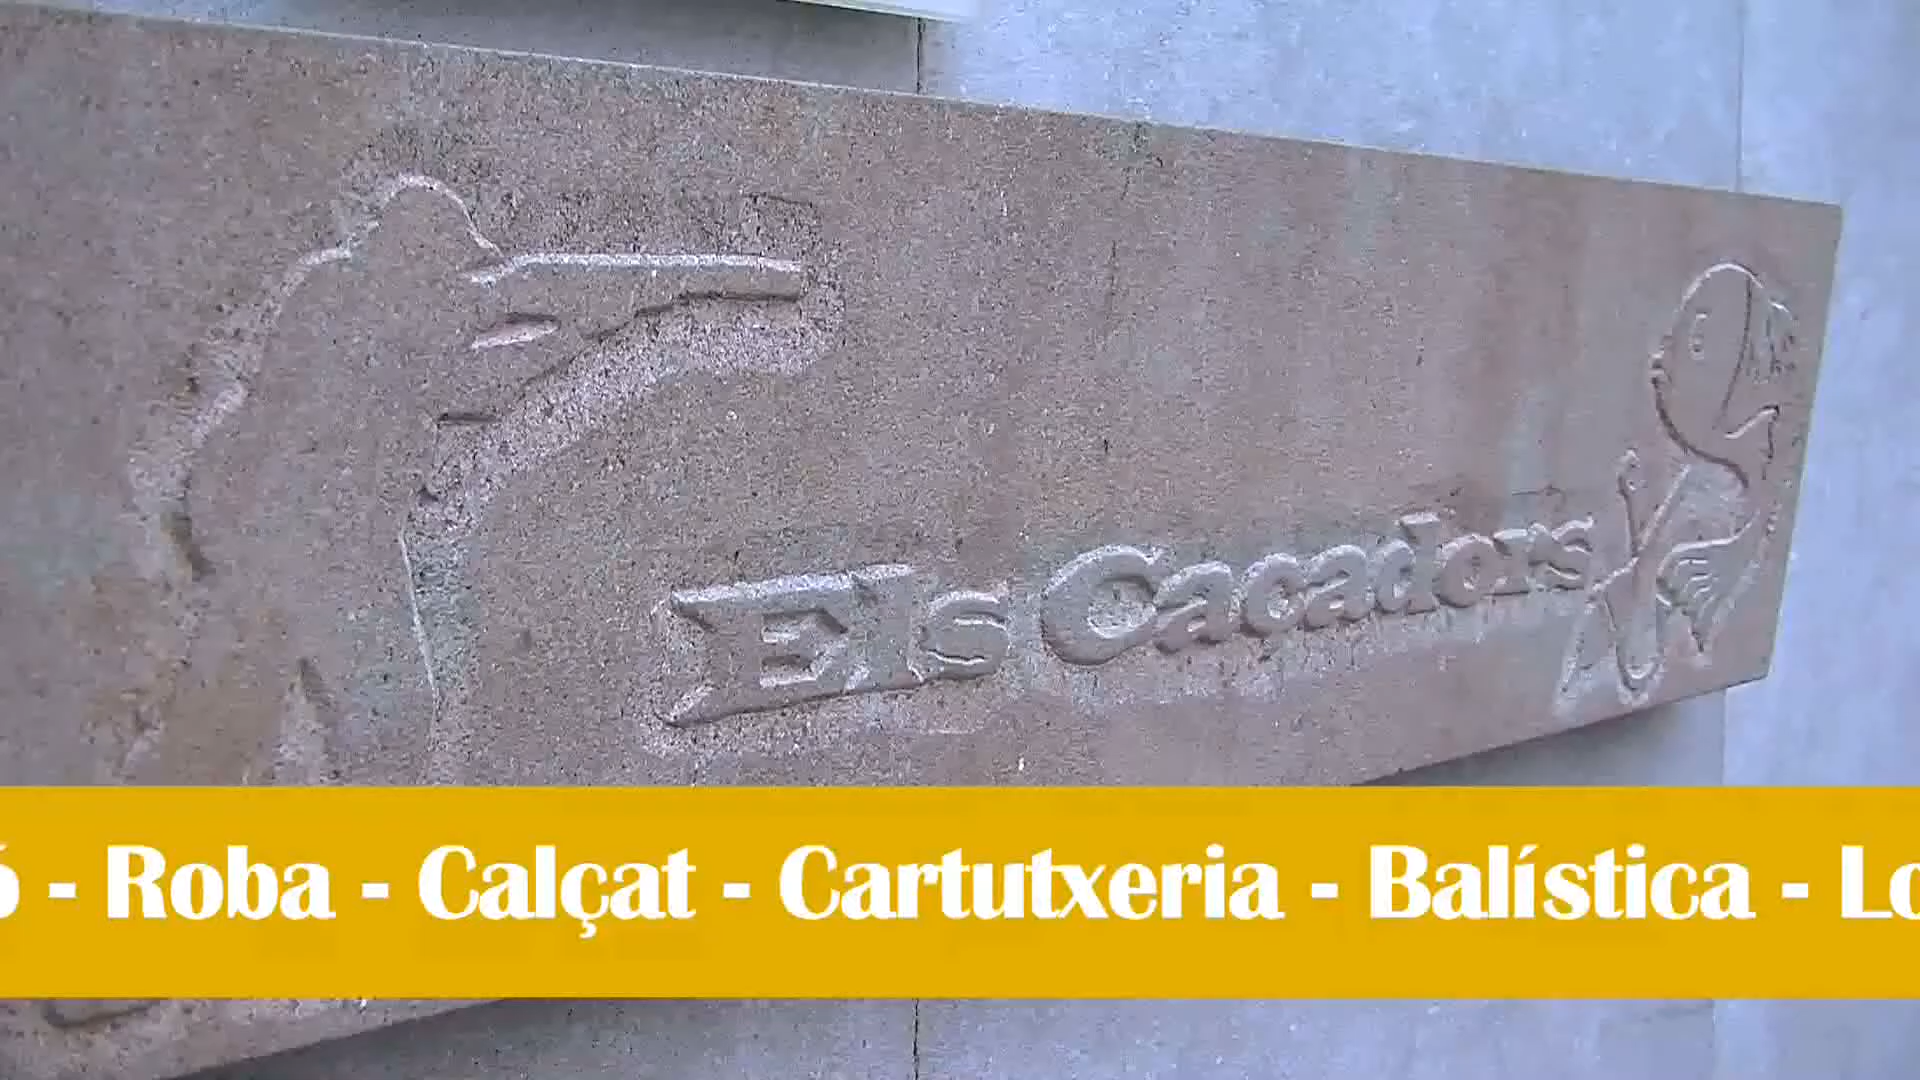 Els Caçadors
- Roba - Calçat - Cartutxeria - Balística -